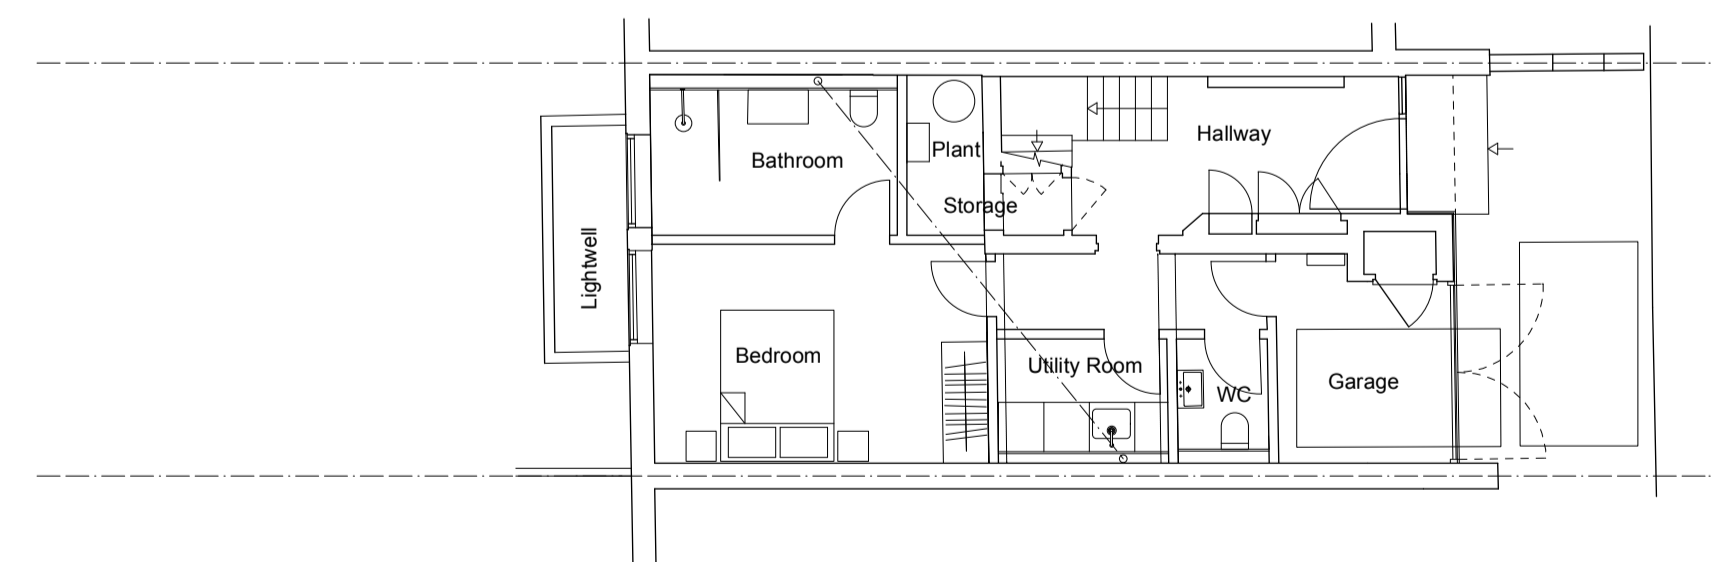 Hallway
Plant
Bathroom
Storage
Lightwell
Bedroom
Utility Room
WC
Garage